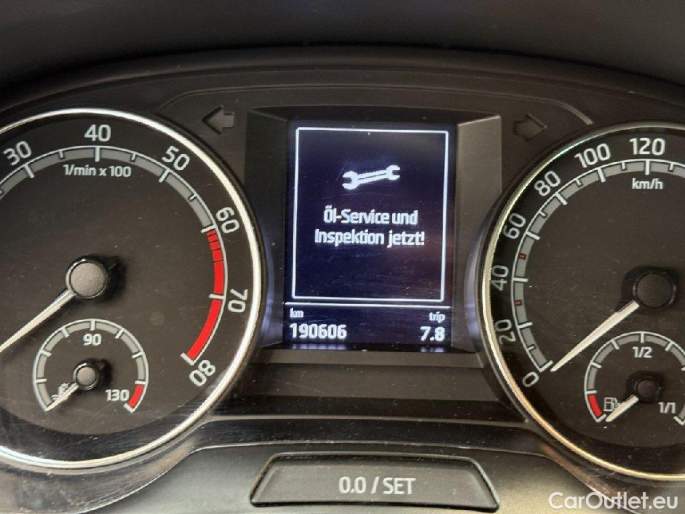 30 40 50 60 70 80
1/min x 100
90
130
Öl-Service und
Inspektion jetzt!
km trip
190606 7.8
0 20 40 60 80 100 120
km/h
1/2
1/1
0.0 / SET
CarOutlet.eu